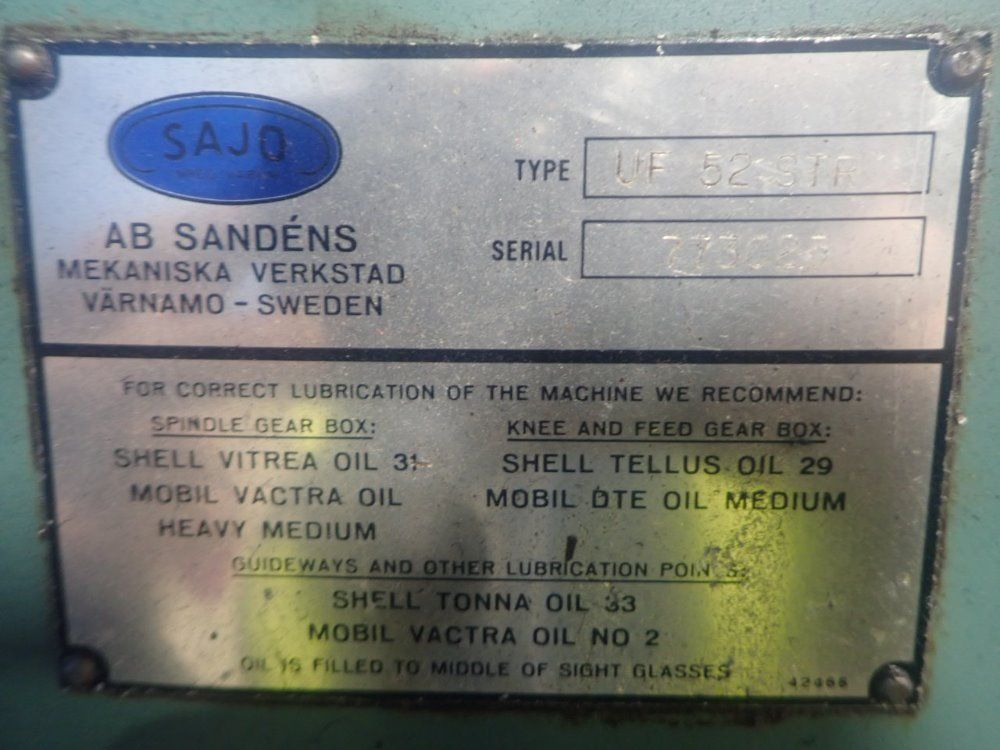 SAJO
AB SANDÉNS
MEKANISKA VERKSTAD
VÄRNAMO - SWEDEN
TYPE UF 52 STR
SERIAL
FOR CORRECT LUBRICATION OF THE MACHINE WE RECOMMEND:
SPINDLE GEAR BOX:
SHELL VITREA OIL 31
MOBIL VACTRA OIL
HEAVY MEDIUM
KNEE AND FEED GEAR BOX:
SHELL TELLUS OIL 29
MOBIL DTE OIL MEDIUM
GUIDEWAYS AND OTHER LUBRICATION POINTS:
SHELL TONNA OIL 33
MOBIL VACTRA OIL NO 2
OIL IS FILLED TO MIDDLE OF SIGHT GLASSES